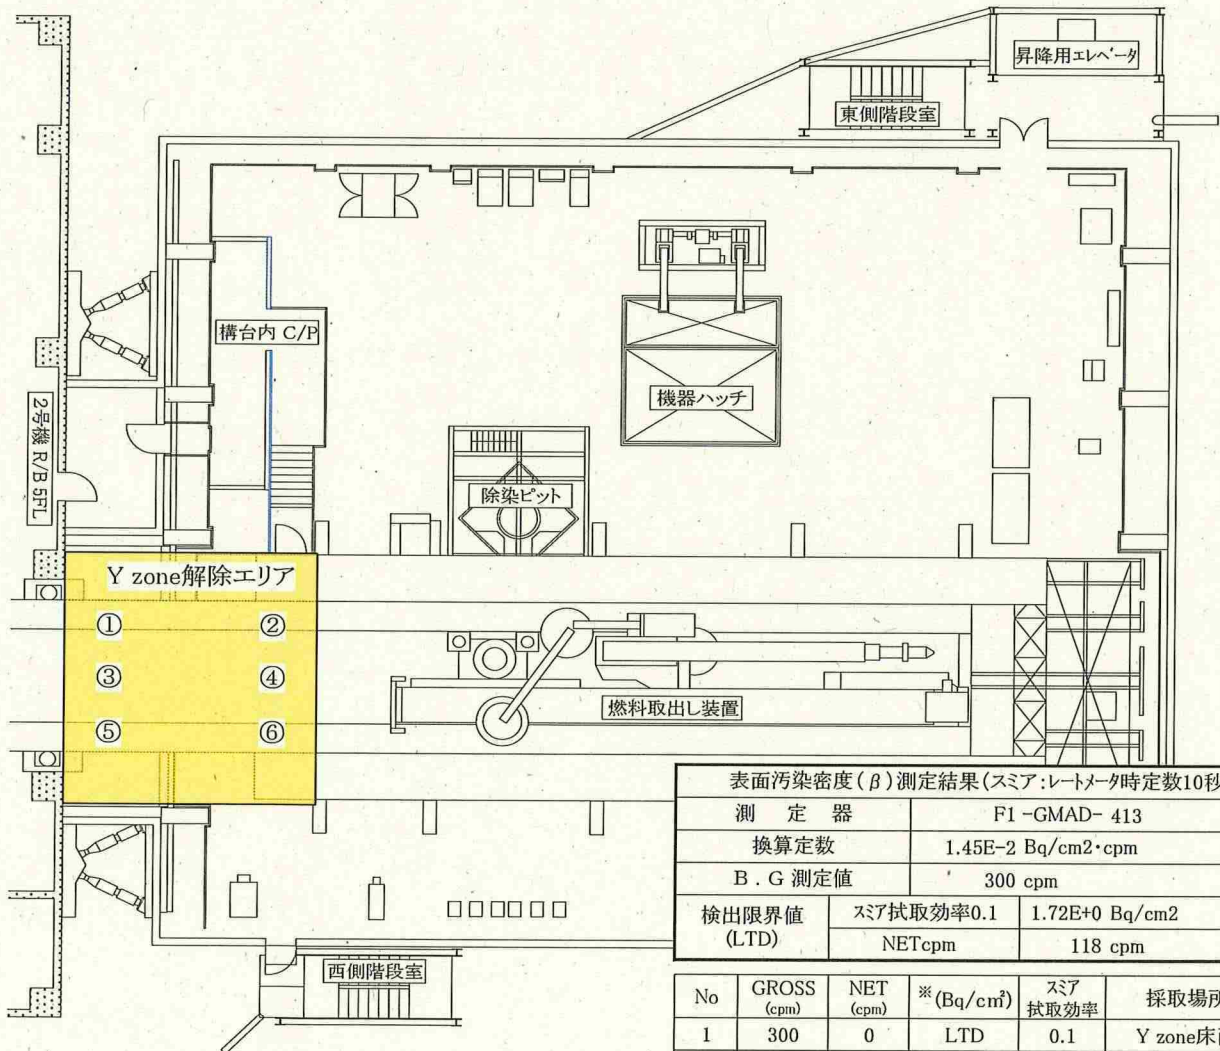 昇降用エレベータ
東側階段室
構台内 C/P
機器ハッチ
2号機 R/B 5FL
除染ピット
Y zone解除エリア
① ②
③ ④
⑤ ⑥
燃料取出し装置
西側階段室
表面汚染密度(β)測定結果(スミア:レートメータ時定数10秒
測 定 器 F1-GMAD-413
換算定数 1.45E-2 Bq/cm2・cpm
B.G 測定値 300 cpm
検出限界値 (LTD) スミア拭取効率0.1 1.72E+0 Bq/cm2
NETcpm 118 cpm
No GROSS (cpm) NET (cpm) ※(Bq/cm²) スミア 拭取効率 採取場所
1 300 0 LTD 0.1 Y zone床